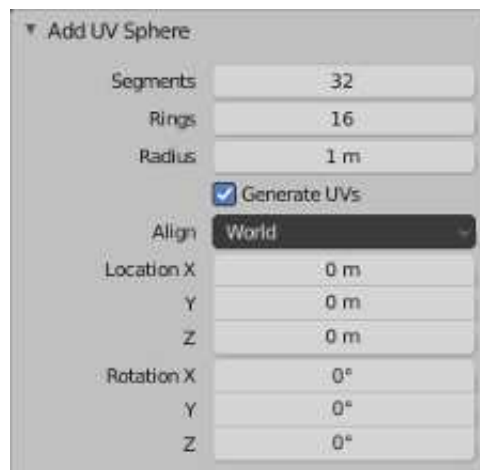 Add UV Sphere
Segments 32
Rings 16
Radius 1 m
Generate UVs
Align World
Location X 0 m
Y 0 m
Z 0 m
Rotation X 0°
Y 0°
Z 0°